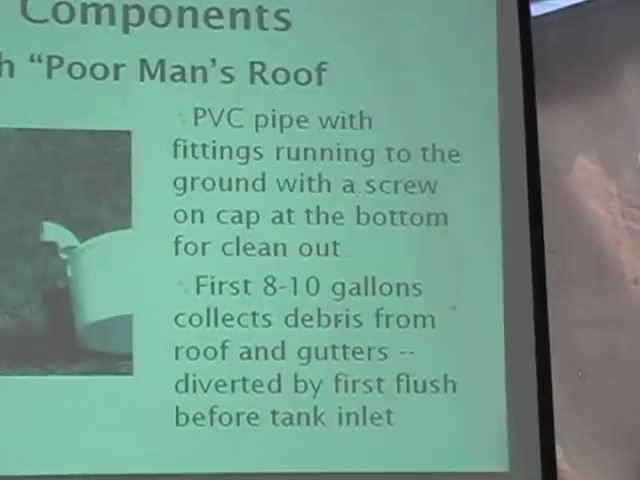 Components
h “Poor Man's Roof
PVC pipe with
fittings running to the
ground with a screw
on cap at the bottom
for clean out
First 8-10 gallons
collects debris from
roof and gutters --
diverted by first flush
before tank inlet